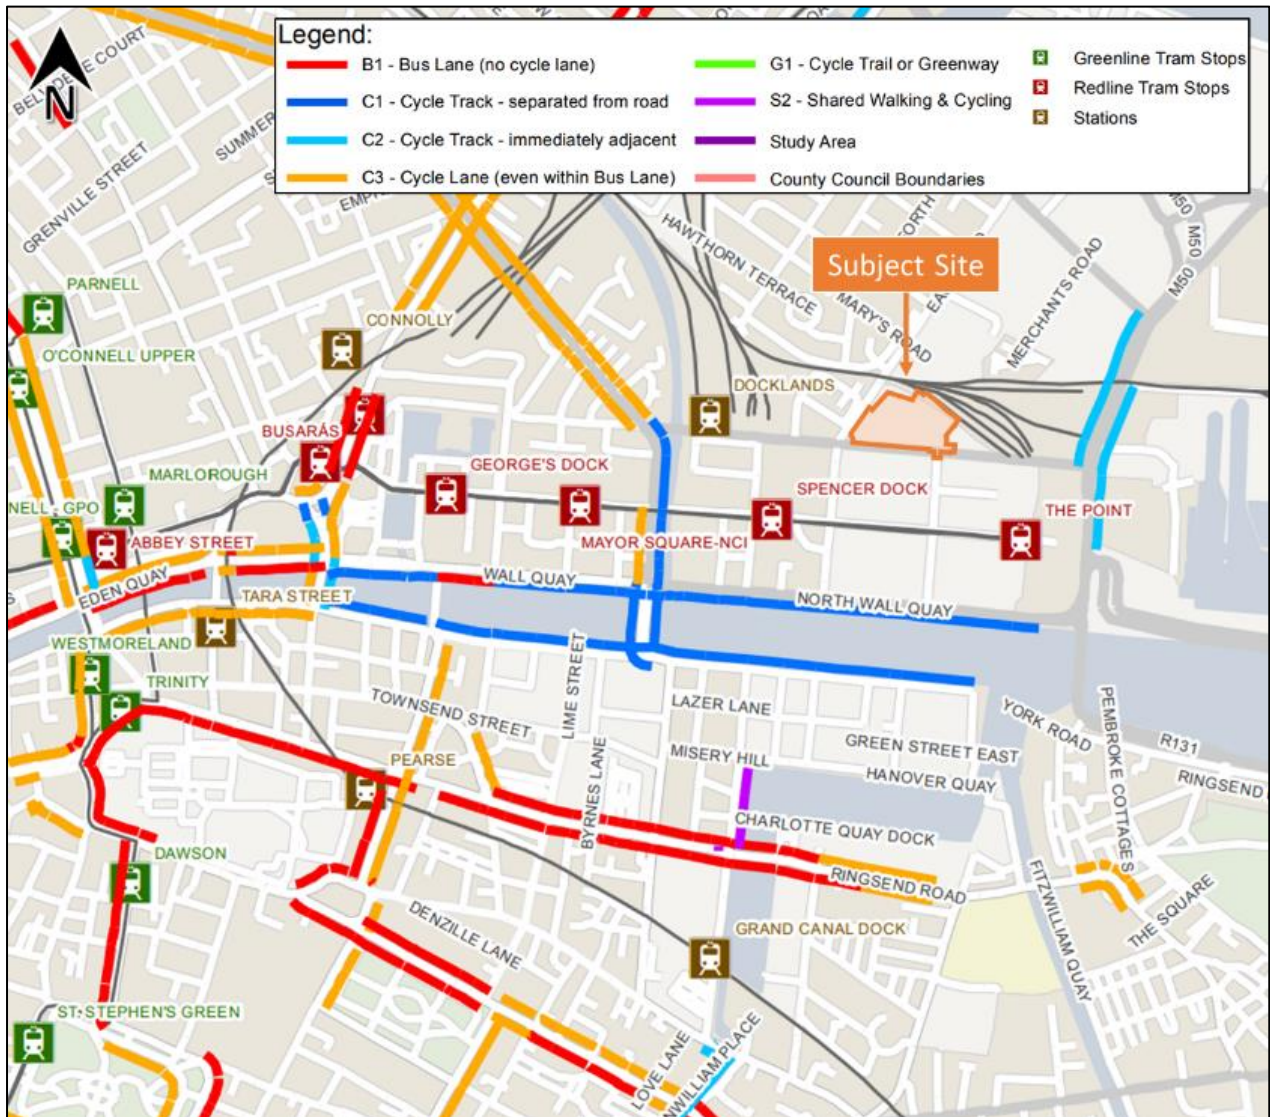 Legend:
B1 - Bus Lane (no cycle lane)
C1 - Cycle Track - separated from road
C2 - Cycle Track - immediately adjacent
C3 - Cycle Lane (even within Bus Lane)
G1 - Cycle Trail or Greenway
S2 - Shared Walking & Cycling
Study Area
County Council Boundaries
Greenline Tram Stops
Redline Tram Stops
Stations
N
GRENVILLE STREET
HAWTHORN TERRACE
MARY'S ROAD
MERCHANTS ROAD
M50
M50
M50
Subject Site
PARNELL
CONNOLLY
O'CONNELL UPPER
DOCKLANDS
BUSARÁS
MARLOROUGH
GEORGE'S DOCK
SPENCER DOCK
NELL - GPO
THE POINT
ABBEY STREET
MAYOR SQUARE-NCI
EDEN QUAY
WALL QUAY
TARA STREET
NORTH WALL QUAY
WESTMORELAND
TRINITY
TOWNSEND STREET
LIME STREET
LAZER LANE
YORK ROAD
PEMBROKE COTTAGES
R131
MISERY HILL
GREEN STREET EAST
PEARSE
HANOVER QUAY
RINGSEND
BYRNES LANE
CHARLOTTE QUAY DOCK
DAWSON
RINGSEND ROAD
FITZWILLIAM QUAY
THE SQUARE
DENZILLE LANE
GRAND CANAL DOCK
ST. STEPHEN'S GREEN
LOVE LANE
NWILLIAM PLACE